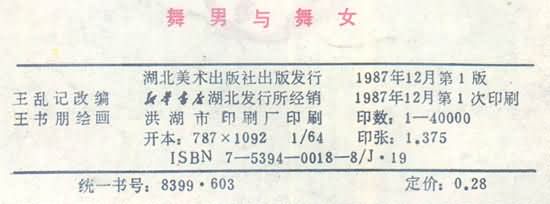 舞男与舞女
湖北美术出版社出版发行 1987年12月第1版
王乱记改编 新华书店湖北发行所经销 1987年12月第1次印刷
王书朋绘画 洪湖市印刷厂印刷 印数：1—40000
开本：787×1092 1/64 印张：1.375
ISBN 7—5394—0018—8/J·19
统一书号：8399·603 定价：0.28